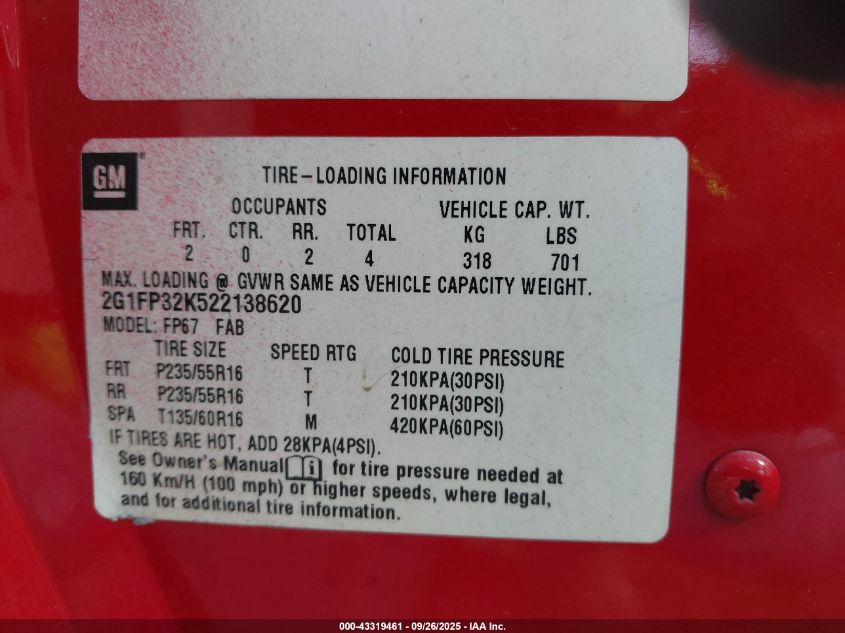 GM
TIRE-LOADING INFORMATION
OCCUPANTS VEHICLE CAP. WT.
FRT. CTR. RR. TOTAL KG LBS
2 0 2 4 318 701
MAX. LOADING @ GVWR SAME AS VEHICLE CAPACITY WEIGHT.
2G1FP32K522138620
MODEL: FP67 FAB
TIRE SIZE SPEED RTG COLD TIRE PRESSURE
FRT P235/55R16 T 210KPA(30PSI)
RR P235/55R16 T 210KPA(30PSI)
SPA T135/60R16 M 420KPA(60PSI)
IF TIRES ARE HOT, ADD 28KPA(4PSI).
See Owner's Manual i for tire pressure needed at
160 Km/H (100 mph) or higher speeds, where legal,
and for additional tire information.
000-43319461 - 09/26/2025 - IAA Inc.